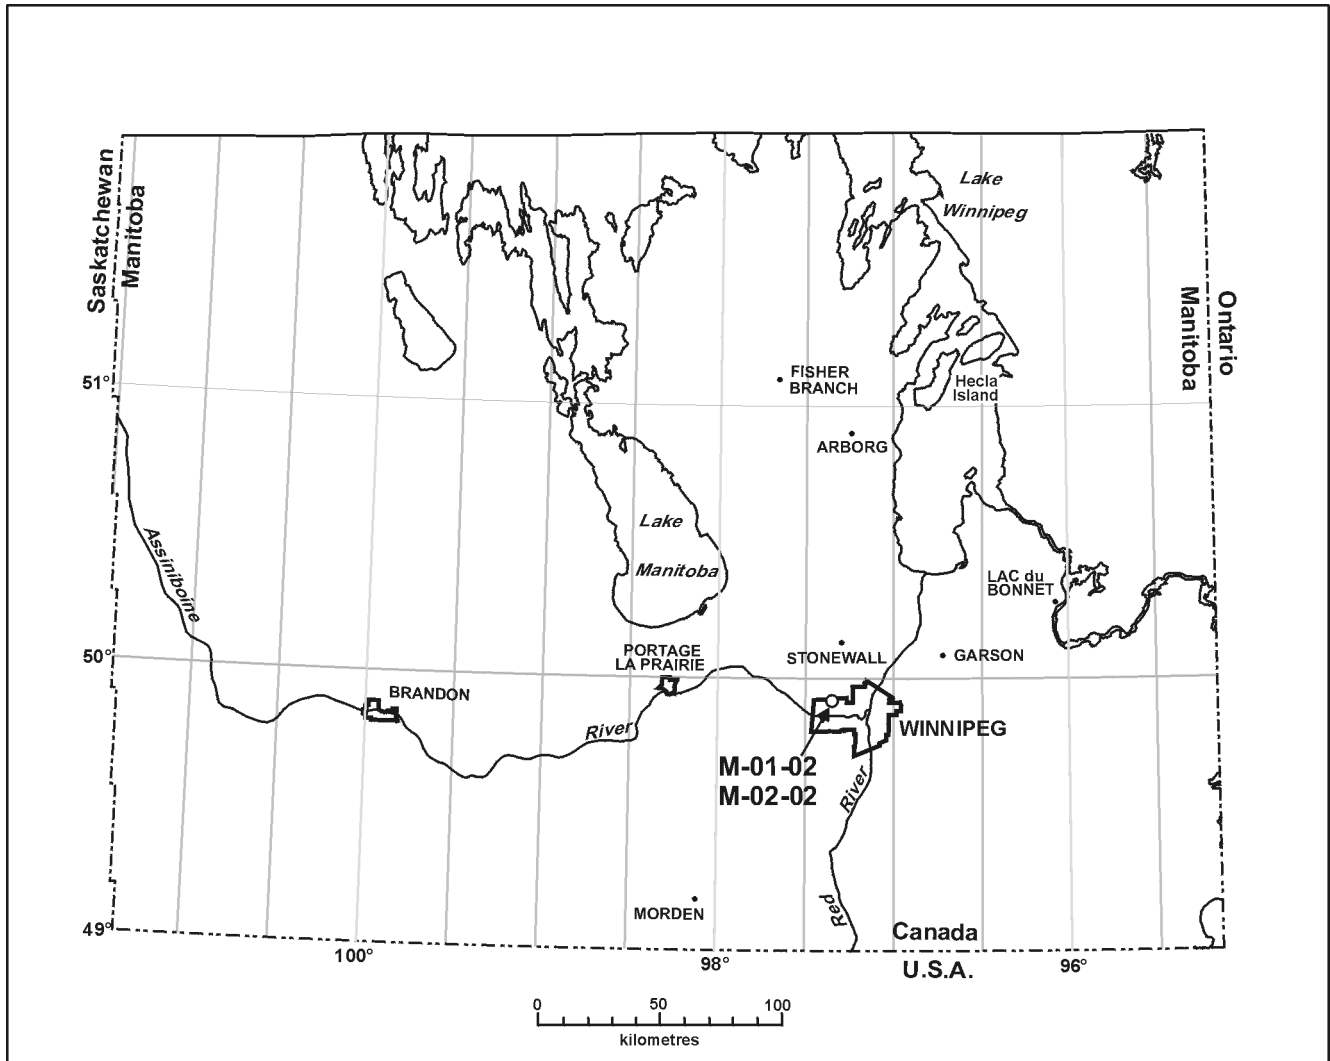 Saskatchewan
Manitoba
Lake
Winnipeg
Ontario
Manitoba
51°
FISHER
BRANCH
Hecla
Island
ARBORG
Lake
Manitoba
Assiniboine
LAC du
BONNET
50°
PORTAGE
LA PRAIRIE
STONEWALL
GARSON
BRANDON
River
WINNIPEG
M-01-02
M-02-02
River
Red
MORDEN
49°
Canada
U.S.A.
100°
98°
96°
0 50 100
kilometres